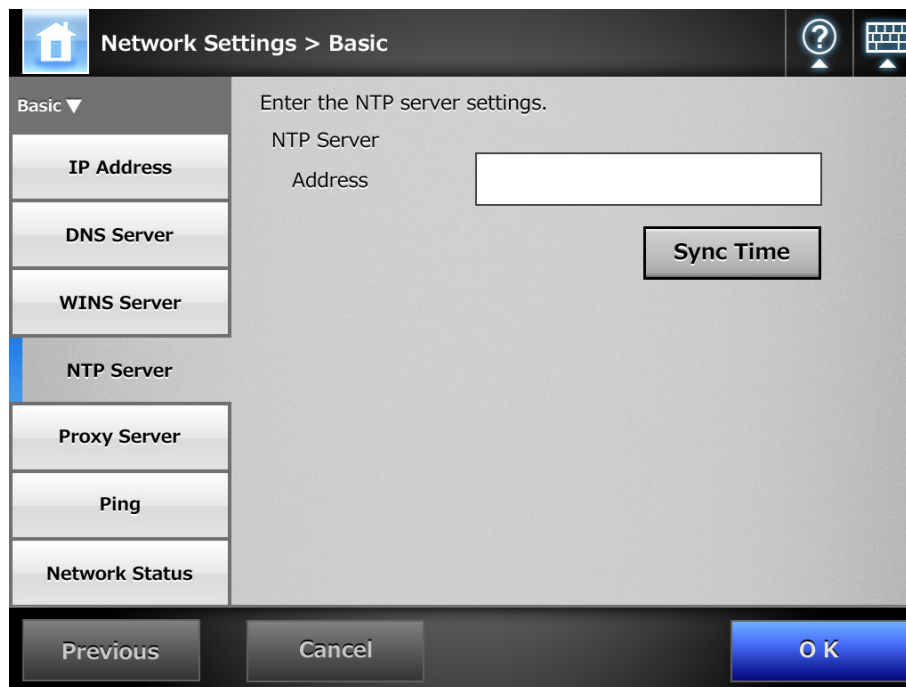 Network Settings > Basic
?
Basic ▼
IP Address
DNS Server
WINS Server
NTP Server
Proxy Server
Ping
Network Status
Enter the NTP server settings.
NTP Server
Address
Sync Time
Previous
Cancel
O K